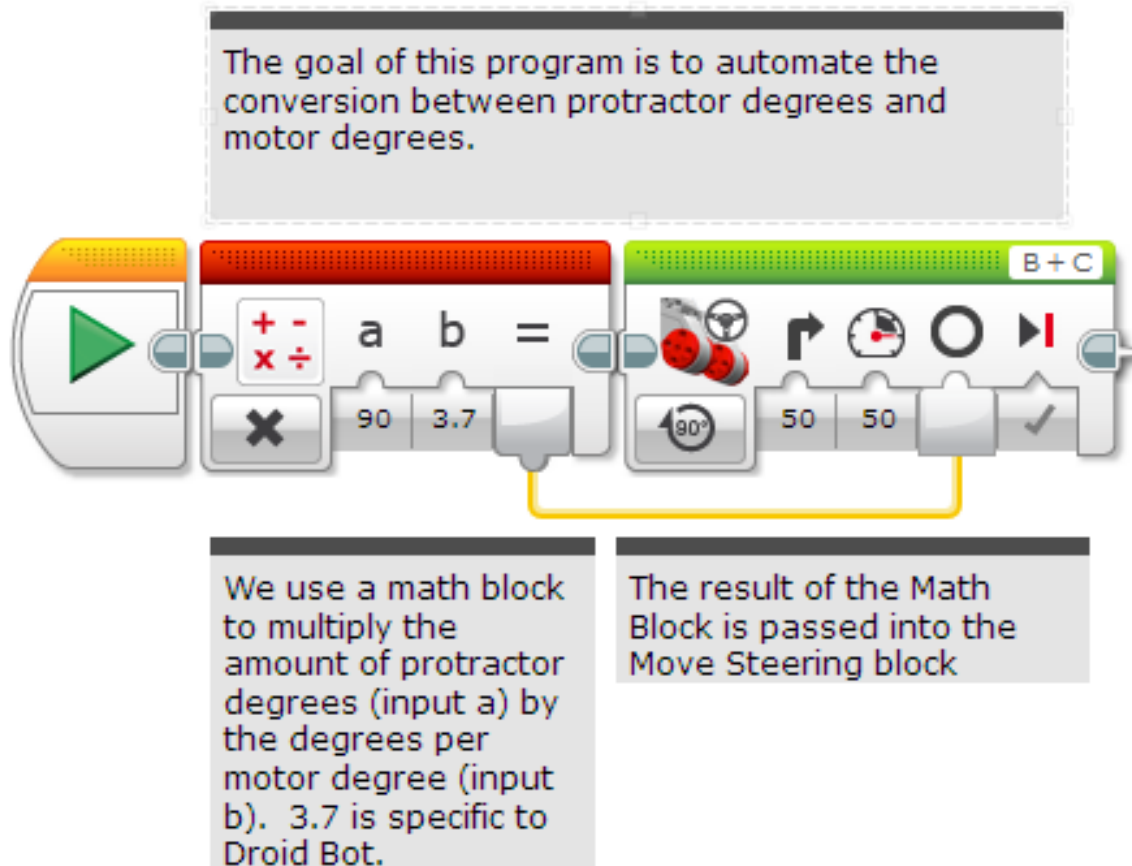 The goal of this program is to automate the
conversion between protractor degrees and
motor degrees.
B + C
+ -
x ÷
a b =
90 3.7
90°
50 50
We use a math block
to multiply the
amount of protractor
degrees (input a) by
the degrees per
motor degree (input
b).  3.7 is specific to
Droid Bot.
The result of the Math
Block is passed into the
Move Steering block